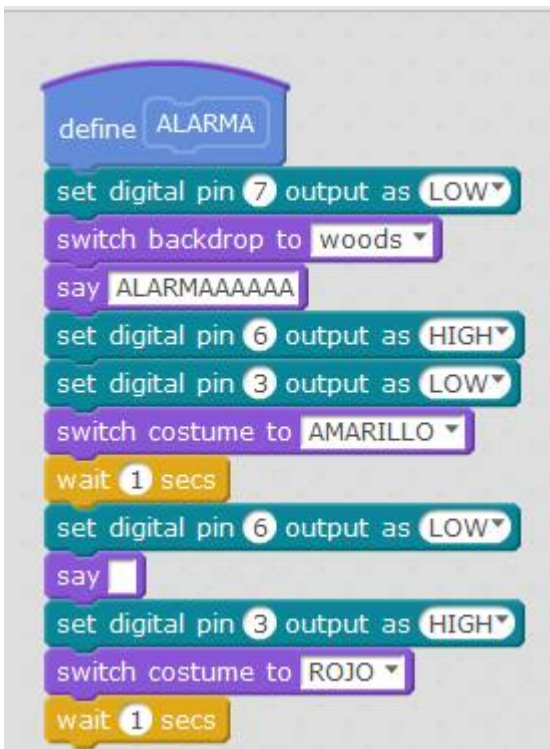 define ALARMA
set digital pin 7 output as LOW
switch backdrop to woods
say ALARMAAAAAA
set digital pin 6 output as HIGH
set digital pin 3 output as LOW
switch costume to AMARILLO
wait 1 secs
set digital pin 6 output as LOW
say
set digital pin 3 output as HIGH
switch costume to ROJO
wait 1 secs